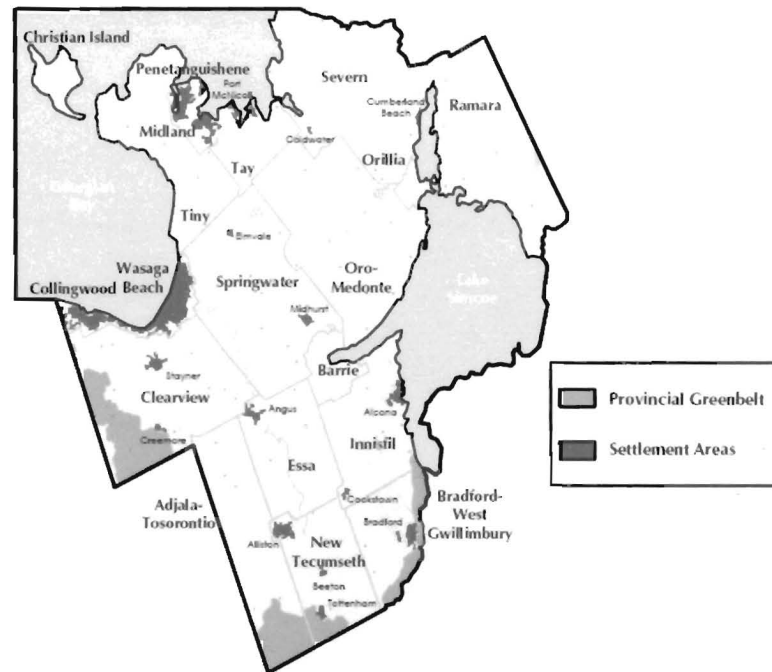 Christian Island
Penetanguishene
Port
McNicoll
Severn
Cumberland
Beach
Ramara
Midland
Coldwater
Tay
Orillia
Tiny
Elmvale
Wasaga
Beach
Collingwood
Springwater
Oro-
Medonte
Lake
Simcoe
Midhurst
Barrie
Stayner
Clearview
Angus
Alcona
Innisfil
Creemore
Essa
Cookstown
Adjala-
Tosorontio
Bradford
Bradford-
West
Gwillimbury
Alliston
New
Tecumseth
Beeton
Tottenham
Provincial Greenbelt
Settlement Areas